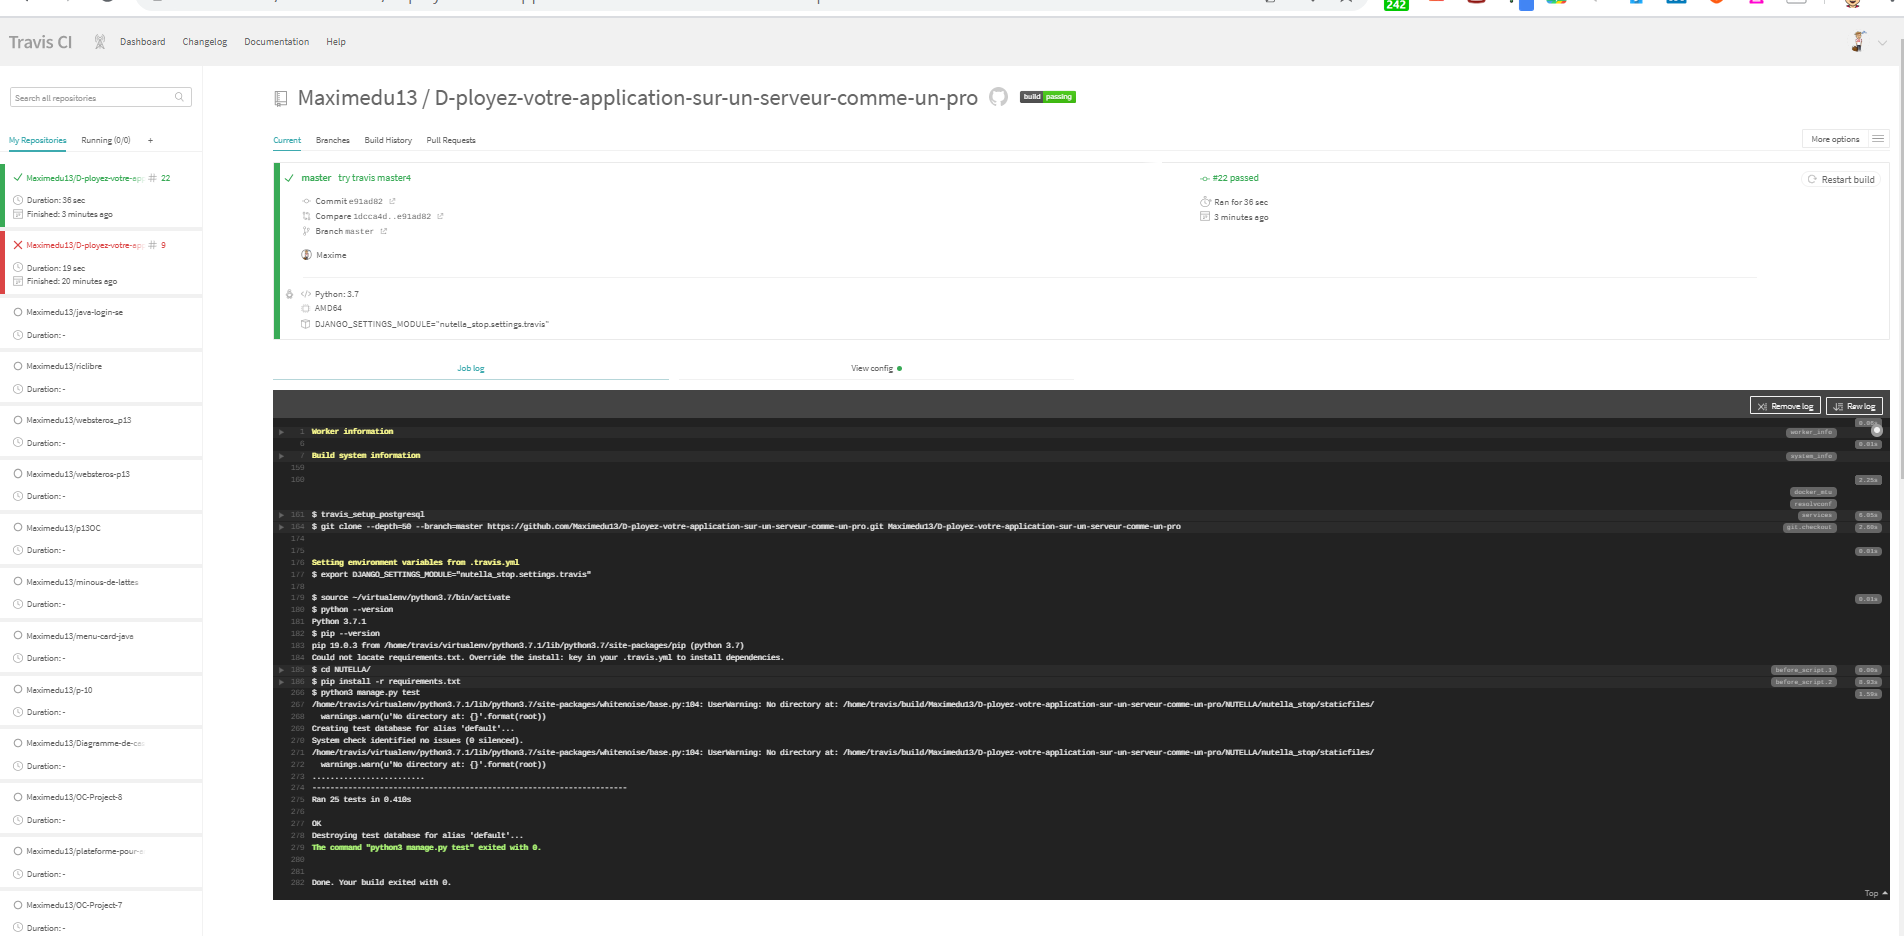 242
Travis CI
Dashboard
Changelog
Documentation
Help
Search all repositories
My Repositories
Running (0/0)
+
Maximedu13/D-ployez-votre-app # 22
Duration: 36 sec
Finished: 3 minutes ago
Maximedu13/D-ployez-votre-app # 9
Duration: 19 sec
Finished: 20 minutes ago
Maximedu13/java-login-se
Duration: -
Maximedu13/riclibre
Duration: -
Maximedu13/websteros_p13
Duration: -
Maximedu13/websteros-p13
Duration: -
Maximedu13/p13OC
Duration: -
Maximedu13/minous-de-lattes
Duration: -
Maximedu13/menu-card-java
Duration: -
Maximedu13/p-10
Duration: -
Maximedu13/Diagramme-de-cas
Duration: -
Maximedu13/OC-Project-8
Duration: -
Maximedu13/plateforme-pour-a
Duration: -
Maximedu13/OC-Project-7
Duration: -
Maximedu13 / D-ployez-votre-application-sur-un-serveur-comme-un-pro
build passing
Current
Branches
Build History
Pull Requests
More options
master try travis master4
Commit e91ad82
Compare 1dcca4d..e91ad82
Branch master
Maxime
#22 passed
Ran for 36 sec
3 minutes ago
Restart build
</> Python: 3.7
AMD64
DJANGO_SETTINGS_MODULE="nutella_stop.settings.travis"
Job log
View config
Remove log
Raw log
1 Worker information worker_info
6 0.01s
7 Build system information system_info
159
160 2.25s
docker_mtu
resolvconf
161 $ travis_setup_postgresql services
164 $ git clone --depth=50 --branch=master https://github.com/Maximedu13/D-ployez-votre-application-sur-un-serveur-comme-un-pro.git Maximedu13/D-ployez-votre-application-sur-un-serveur-comme-un-pro git.checkout
174
175 0.01s
176 Setting environment variables from .travis.yml
177 $ export DJANGO_SETTINGS_MODULE="nutella_stop.settings.travis"
178
179 $ source ~/virtualenv/python3.7/bin/activate 0.01s
180 $ python --version
181 Python 3.7.1
182 $ pip --version
183 pip 19.0.3 from /home/travis/virtualenv/python3.7.1/lib/python3.7/site-packages/pip (python 3.7)
184 Could not locate requirements.txt. Override the install: key in your .travis.yml to install dependencies.
185 $ cd NUTELLA/ before_script.1 0.00s
186 $ pip install -r requirements.txt before_script.2
266 $ python3 manage.py test
267 /home/travis/virtualenv/python3.7.1/lib/python3.7/site-packages/whitenoise/base.py:104: UserWarning: No directory at: /home/travis/build/Maximedu13/D-ployez-votre-application-sur-un-serveur-comme-un-pro/NUTELLA/nutella_stop/staticfiles/
268 warnings.warn(u'No directory at: {}'.format(root))
269 Creating test database for alias 'default'...
270 System check identified no issues (0 silenced).
271 /home/travis/virtualenv/python3.7.1/lib/python3.7/site-packages/whitenoise/base.py:104: UserWarning: No directory at: /home/travis/build/Maximedu13/D-ployez-votre-application-sur-un-serveur-comme-un-pro/NUTELLA/nutella_stop/staticfiles/
272 warnings.warn(u'No directory at: {}'.format(root))
273 .........................
274 ----------------------------------------------------------------------
275 Ran 25 tests in 0.410s
276
277 OK
278 Destroying test database for alias 'default'...
279 The command "python3 manage.py test" exited with 0.
280
281
282 Done. Your build exited with 0.
Top